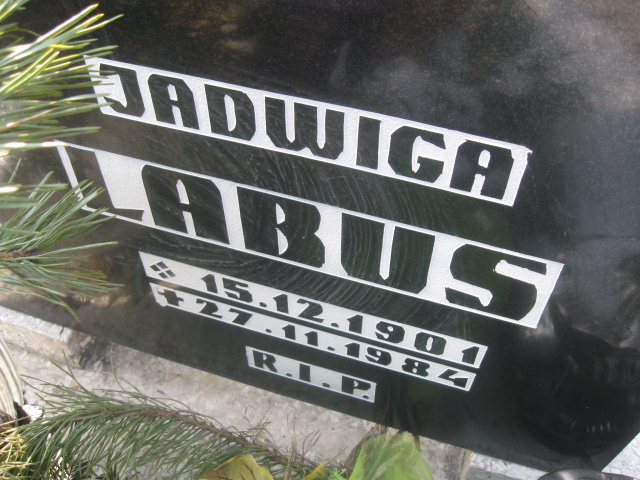 JADWIGA
LABUS
❖ 15.12.1901
✝ 27.11.1984
R.I.P.